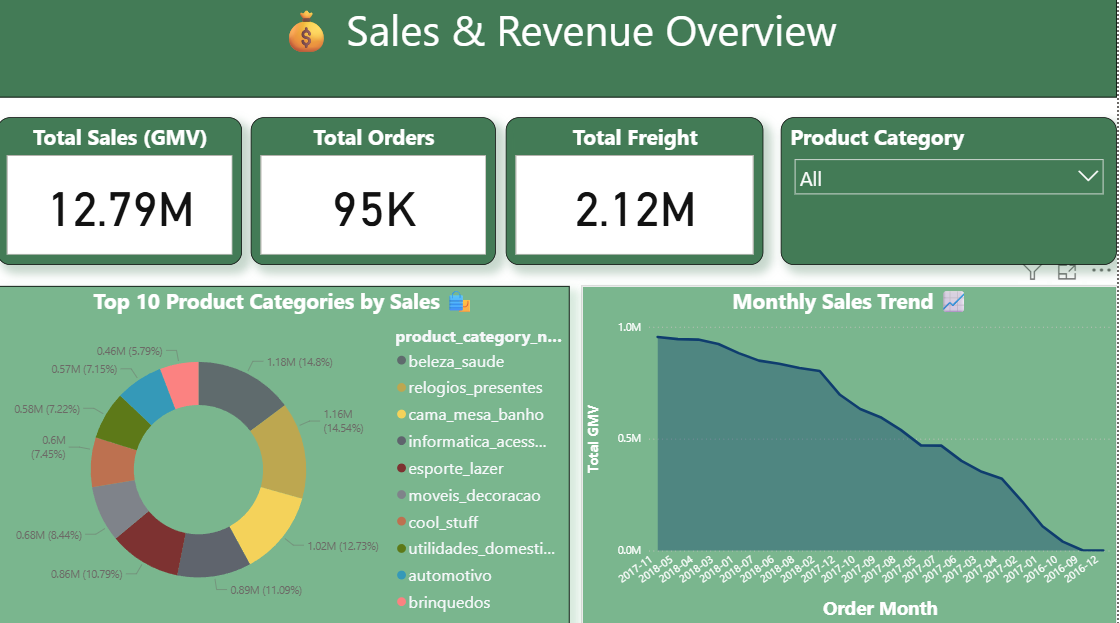 Sales & Revenue Overview
Total Sales (GMV)
12.79M
Total Orders
95K
Total Freight
2.12M
Product Category
All
Top 10 Product Categories by Sales
product_category_n...
beleza_saude
relogios_presentes
cama_mesa_banho
informatica_acess...
esporte_lazer
moveis_decoracao
cool_stuff
utilidades_domesti...
automotivo
brinquedos
1.18M (14.8%)
1.16M
(14.54%)
1.02M (12.73%)
0.89M (11.09%)
0.86M (10.79%)
0.68M (8.44%)
0.6M
(7.45%)
0.58M (7.22%)
0.57M (7.15%)
0.46M (5.79%)
Monthly Sales Trend
Total GMV
1.0M
0.5M
0.0M
2017-11
2018-05
2018-04
2018-03
2018-01
2018-07
2018-06
2018-08
2018-02
2017-12
2017-10
2017-09
2017-08
2017-05
2017-07
2017-06
2017-03
2017-04
2017-02
2017-01
2016-10
2016-09
2016-12
Order Month